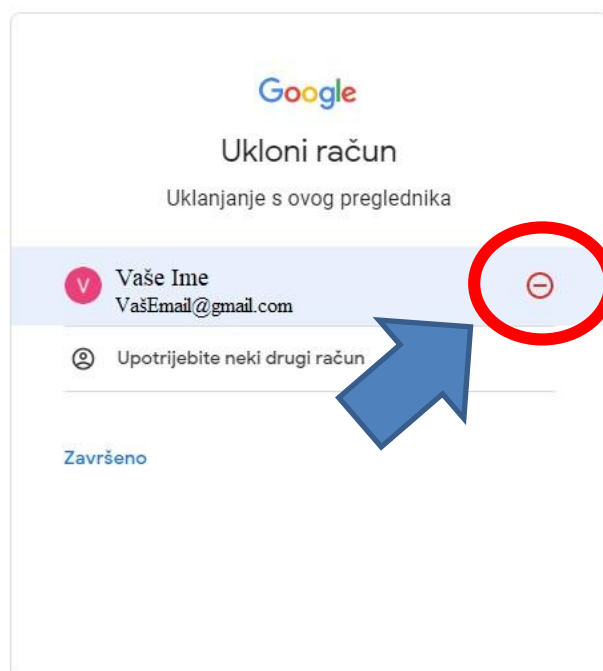 Google
Ukloni račun
Uklanjanje s ovog preglednika
V
Vaše Ime
VašEmail@gmail.com
Upotrijebite neki drugi račun
Završeno